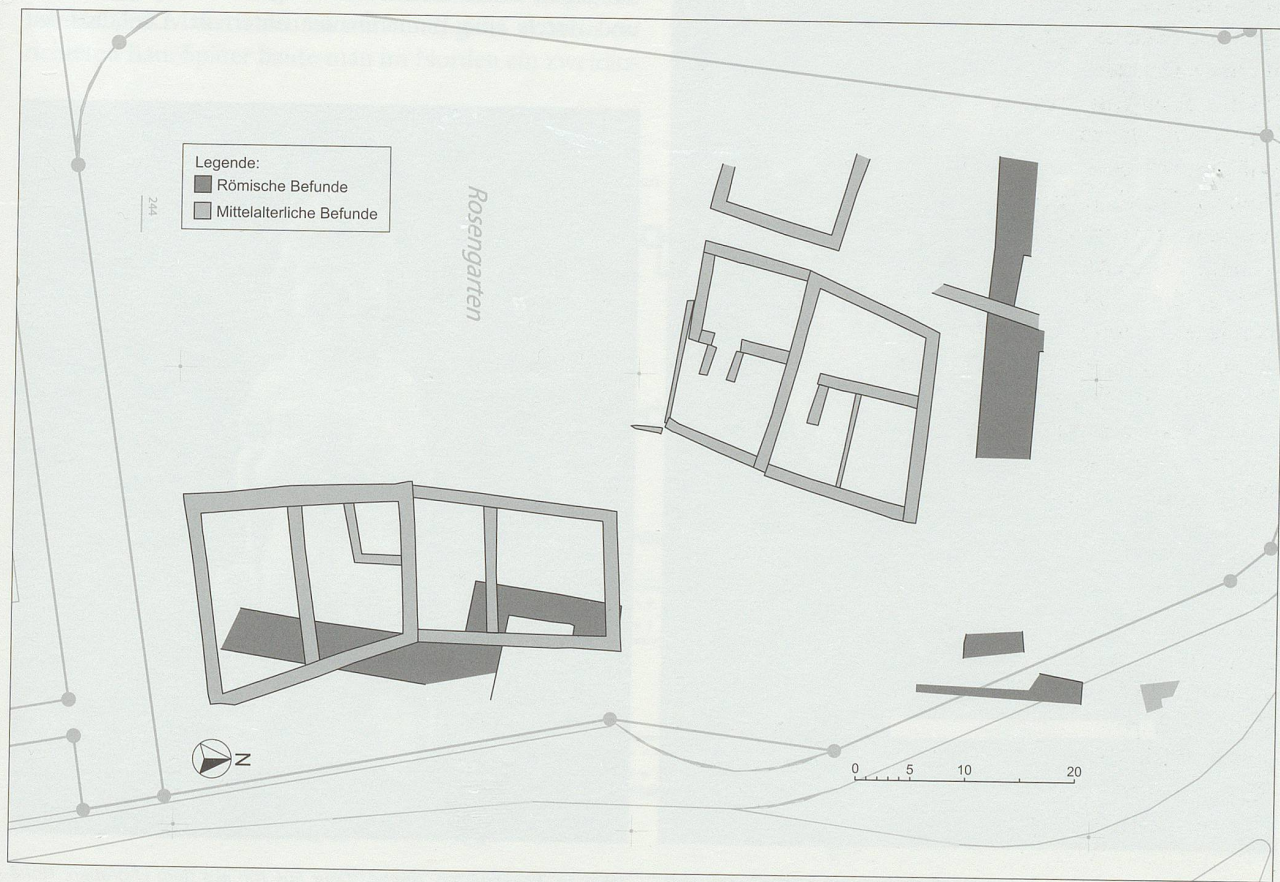 Legende:
Römische Befunde
Mittelalterliche Befunde
244
Rosengarten
N
0 5 10 20